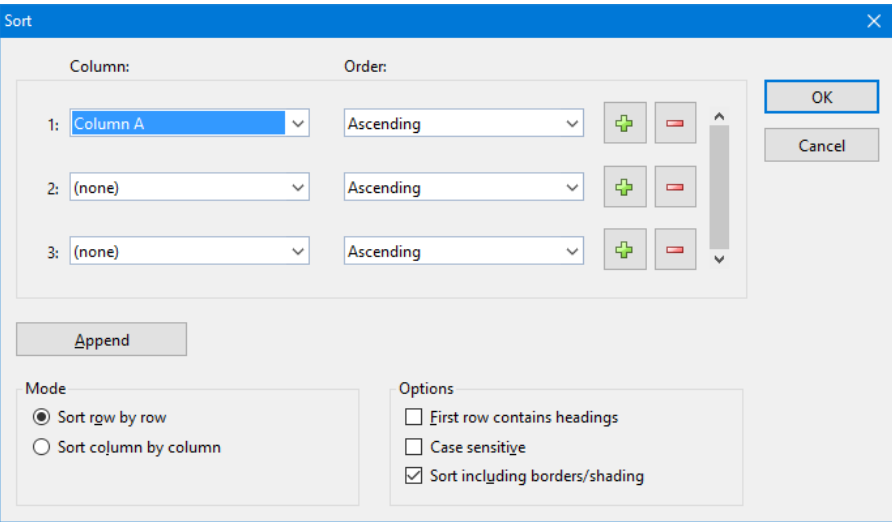 Sort
Column: Order:
OK
1: Column A Ascending
Cancel
2: (none) Ascending
3: (none) Ascending
Append
Mode Options
Sort row by row First row contains headings
Sort column by column Case sensitive
Sort including borders/shading